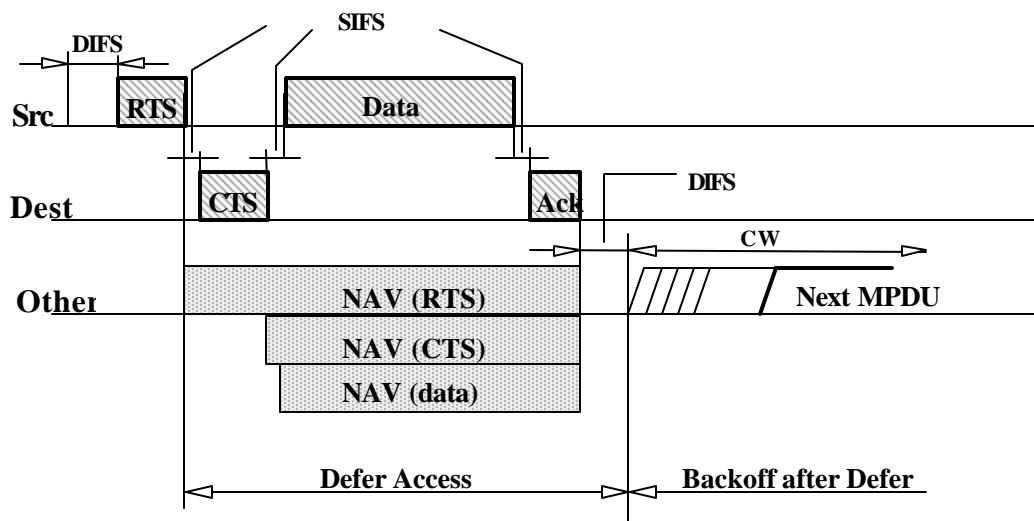 SIFS
DIFS
RTS
Data
Src
DIFS
CTS
Ack
Dest
CW
NAV (RTS)
Next MPDU
Other
NAV (CTS)
NAV (data)
Defer Access
Backoff after Defer